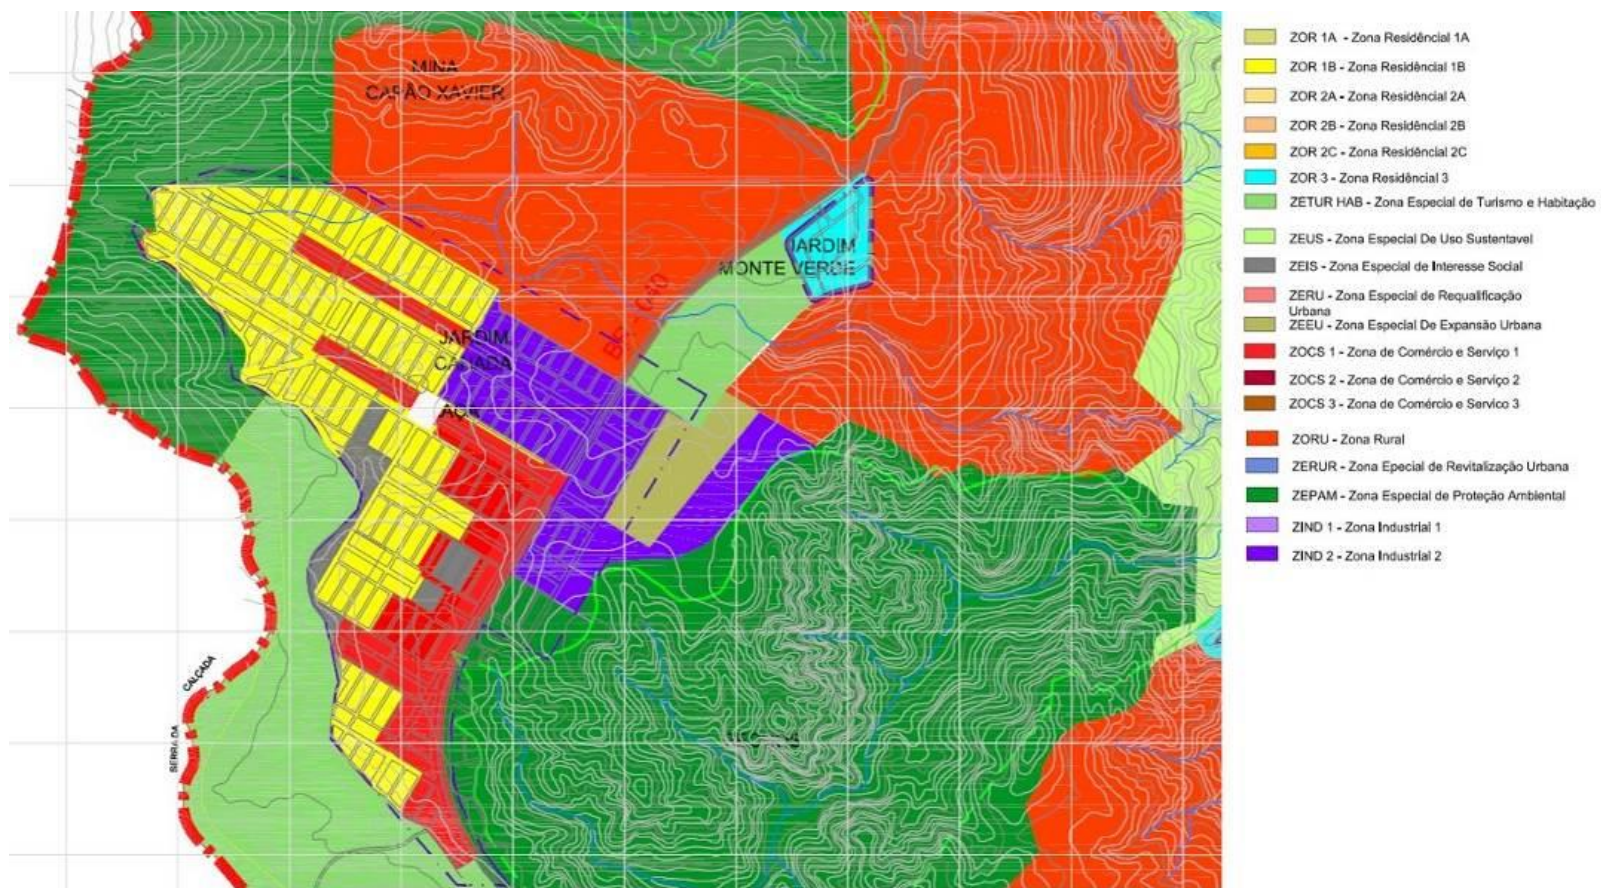 MINA
CAPÃO XAVIER
JARDIM
MONTE VERDE
BR-040
JARDIM
CANADÁ
CALÇADA
SERRA DA
ZOR 1A - Zona Residêncial 1A
ZOR 1B - Zona Residêncial 1B
ZOR 2A - Zona Residêncial 2A
ZOR 2B - Zona Residêncial 2B
ZOR 2C - Zona Residêncial 2C
ZOR 3 - Zona Residêncial 3
ZETUR HAB - Zona Especial de Turismo e Habitação
ZEUS - Zona Especial De Uso Sustentavel
ZEIS - Zona Especial de Interesse Social
ZERU - Zona Especial de Requalificação
Urbana
ZEEU - Zona Especial De Expansão Urbana
ZOCS 1 - Zona de Comércio e Serviço 1
ZOCS 2 - Zona de Comércio e Serviço 2
ZOCS 3 - Zona de Comércio e Servico 3
ZORU - Zona Rural
ZERUR - Zona Epecial de Revitalização Urbana
ZEPAM - Zona Especial de Proteção Ambiental
ZIND 1 - Zona Industrial 1
ZIND 2 - Zona Industrial 2